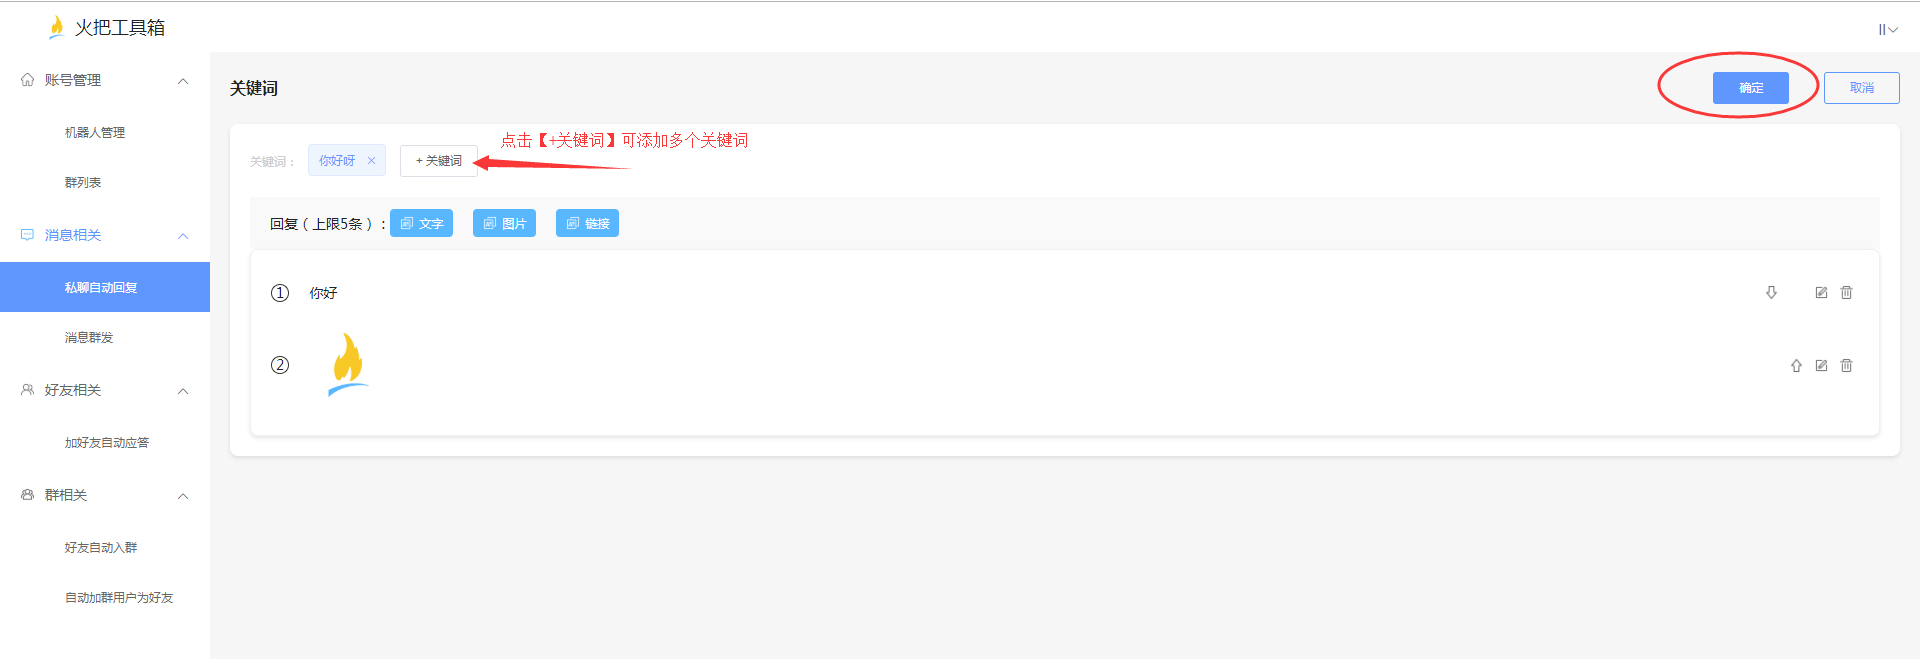 火把工具箱
账号管理
机器人管理
群列表
消息相关
私聊自动回复
消息群发
好友相关
加好友自动应答
群相关
好友自动入群
自动加群用户为好友
关键词
确定
取消
点击【+关键词】可添加多个关键词
关键词：
你好呀 ×
+ 关键词
回复（上限5条）：
文字
图片
链接
① 你好
②